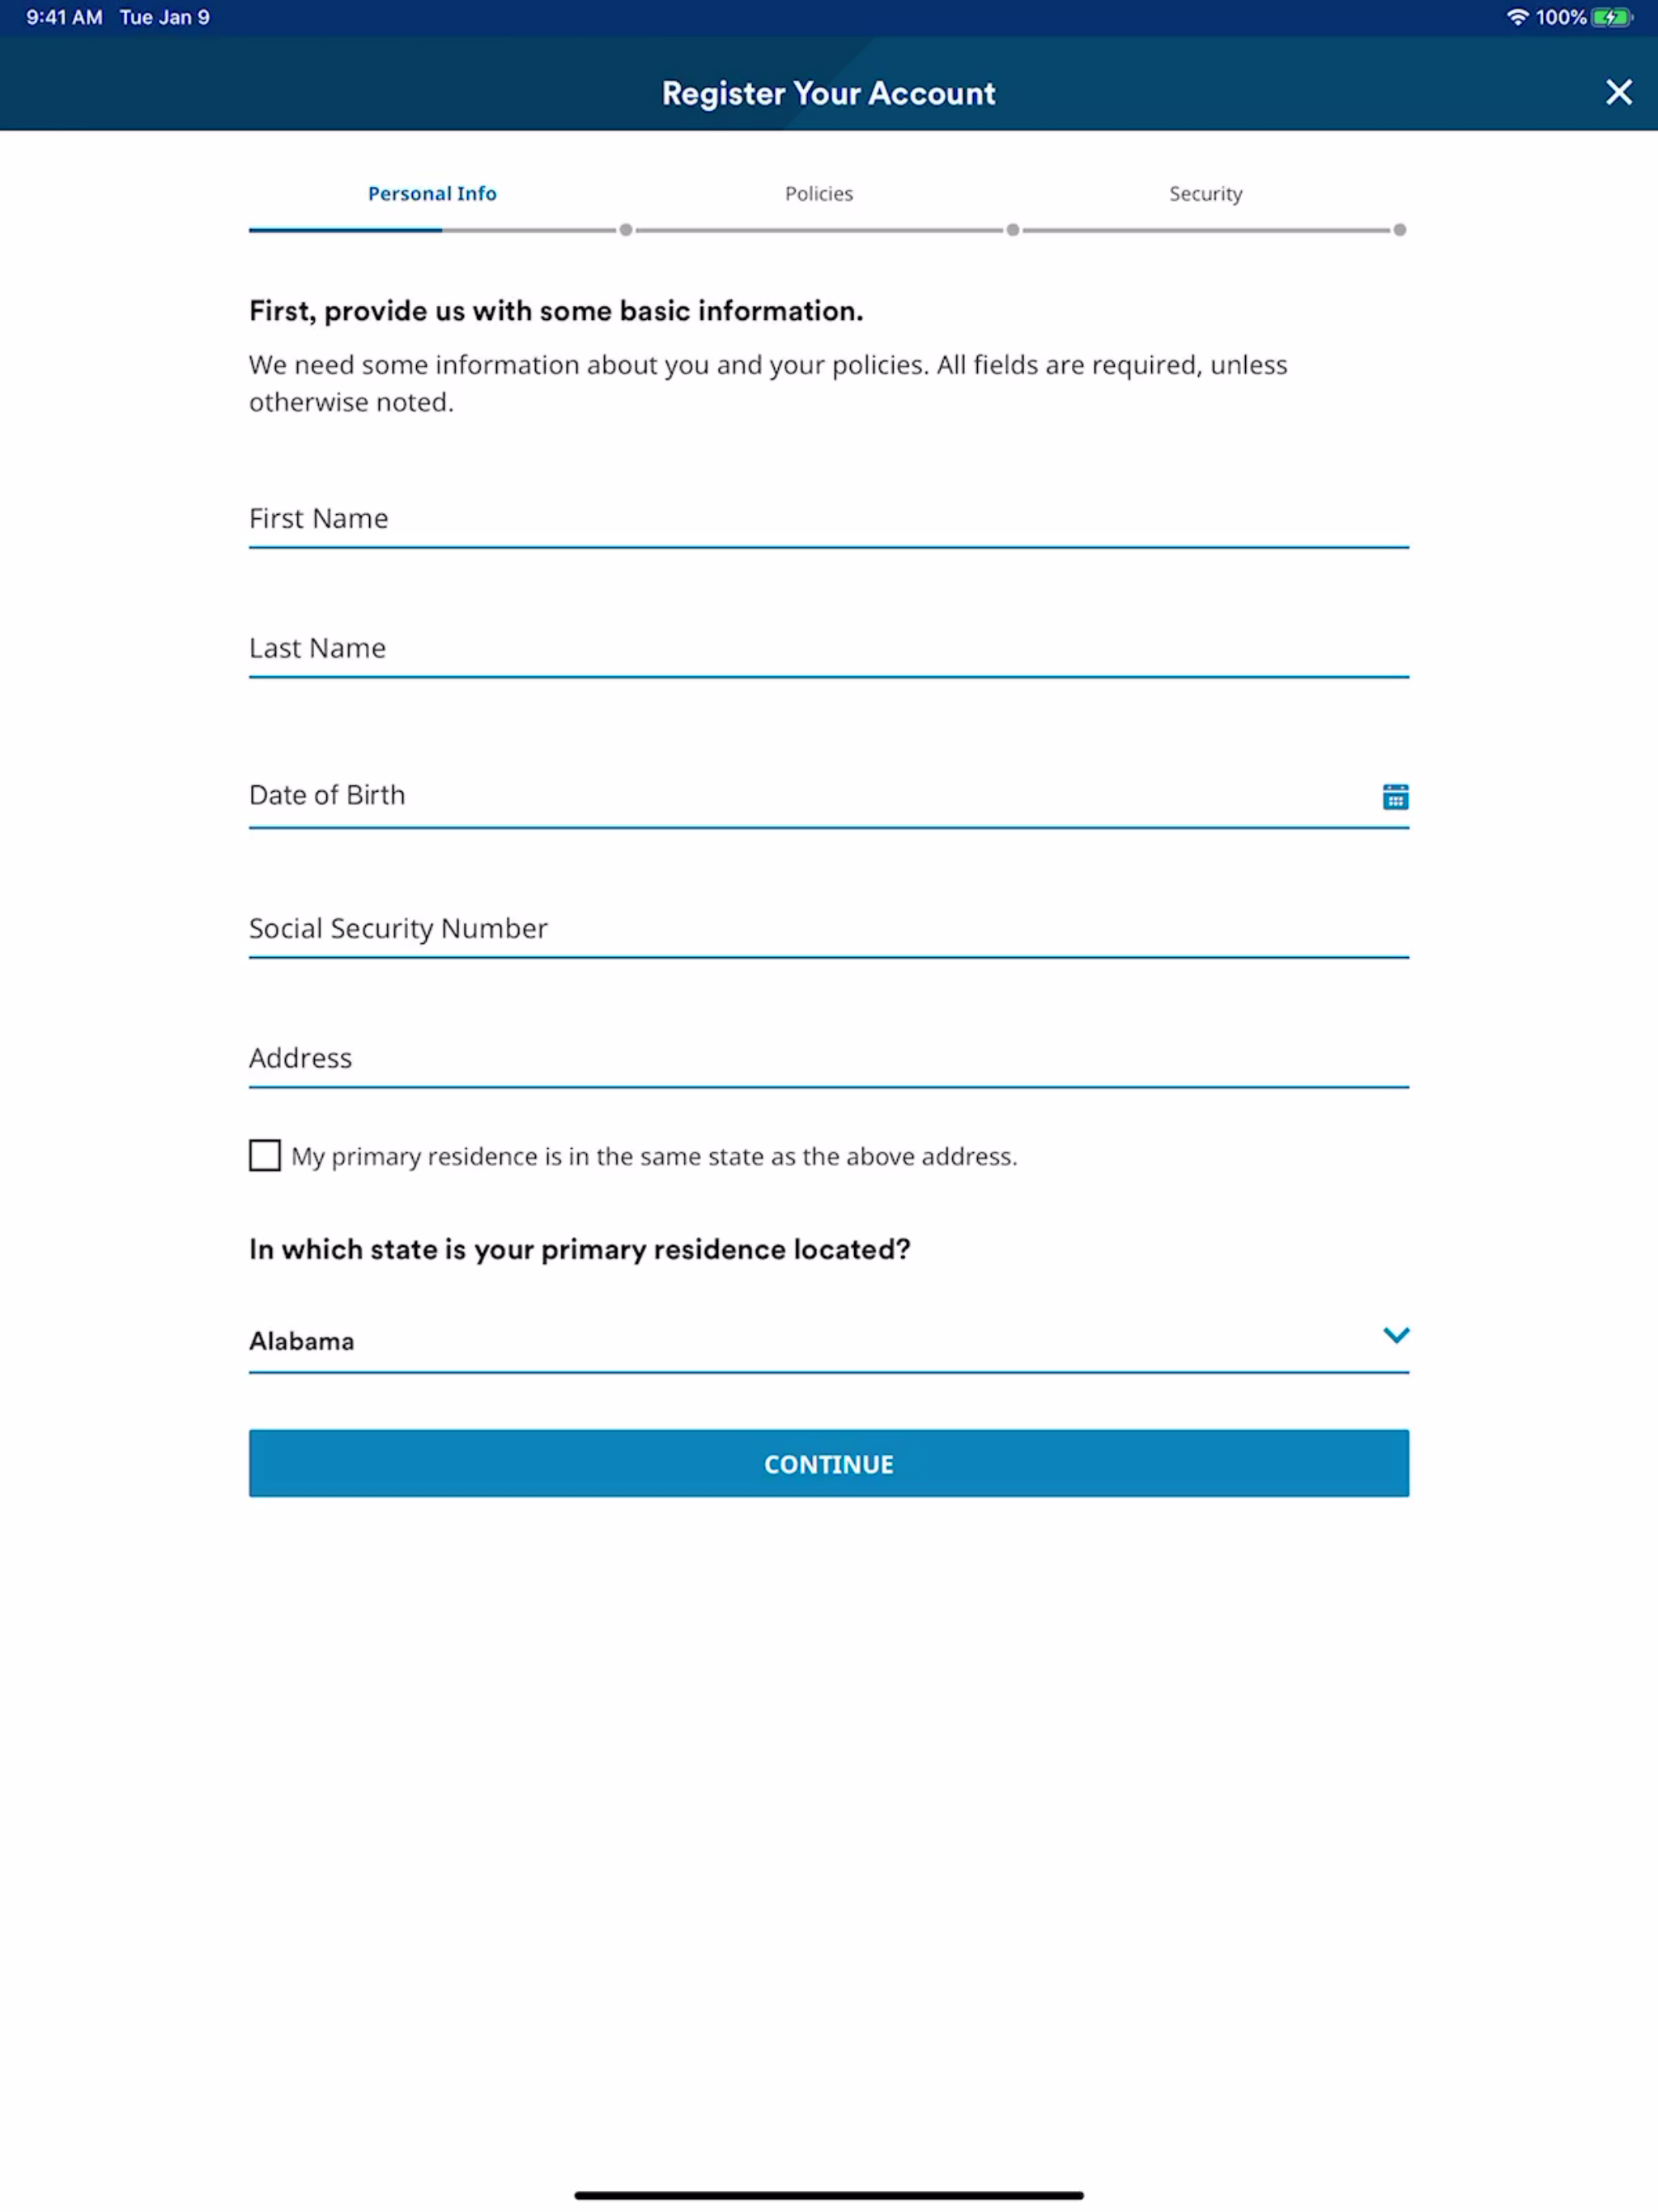 9:41 AM Tue Jan 9 100%
Register Your Account
Personal Info Policies Security
First, provide us with some basic information.
We need some information about you and your policies. All fields are required, unless
otherwise noted.
First Name
Last Name
Date of Birth
Social Security Number
Address
My primary residence is in the same state as the above address.
In which state is your primary residence located?
Alabama
CONTINUE